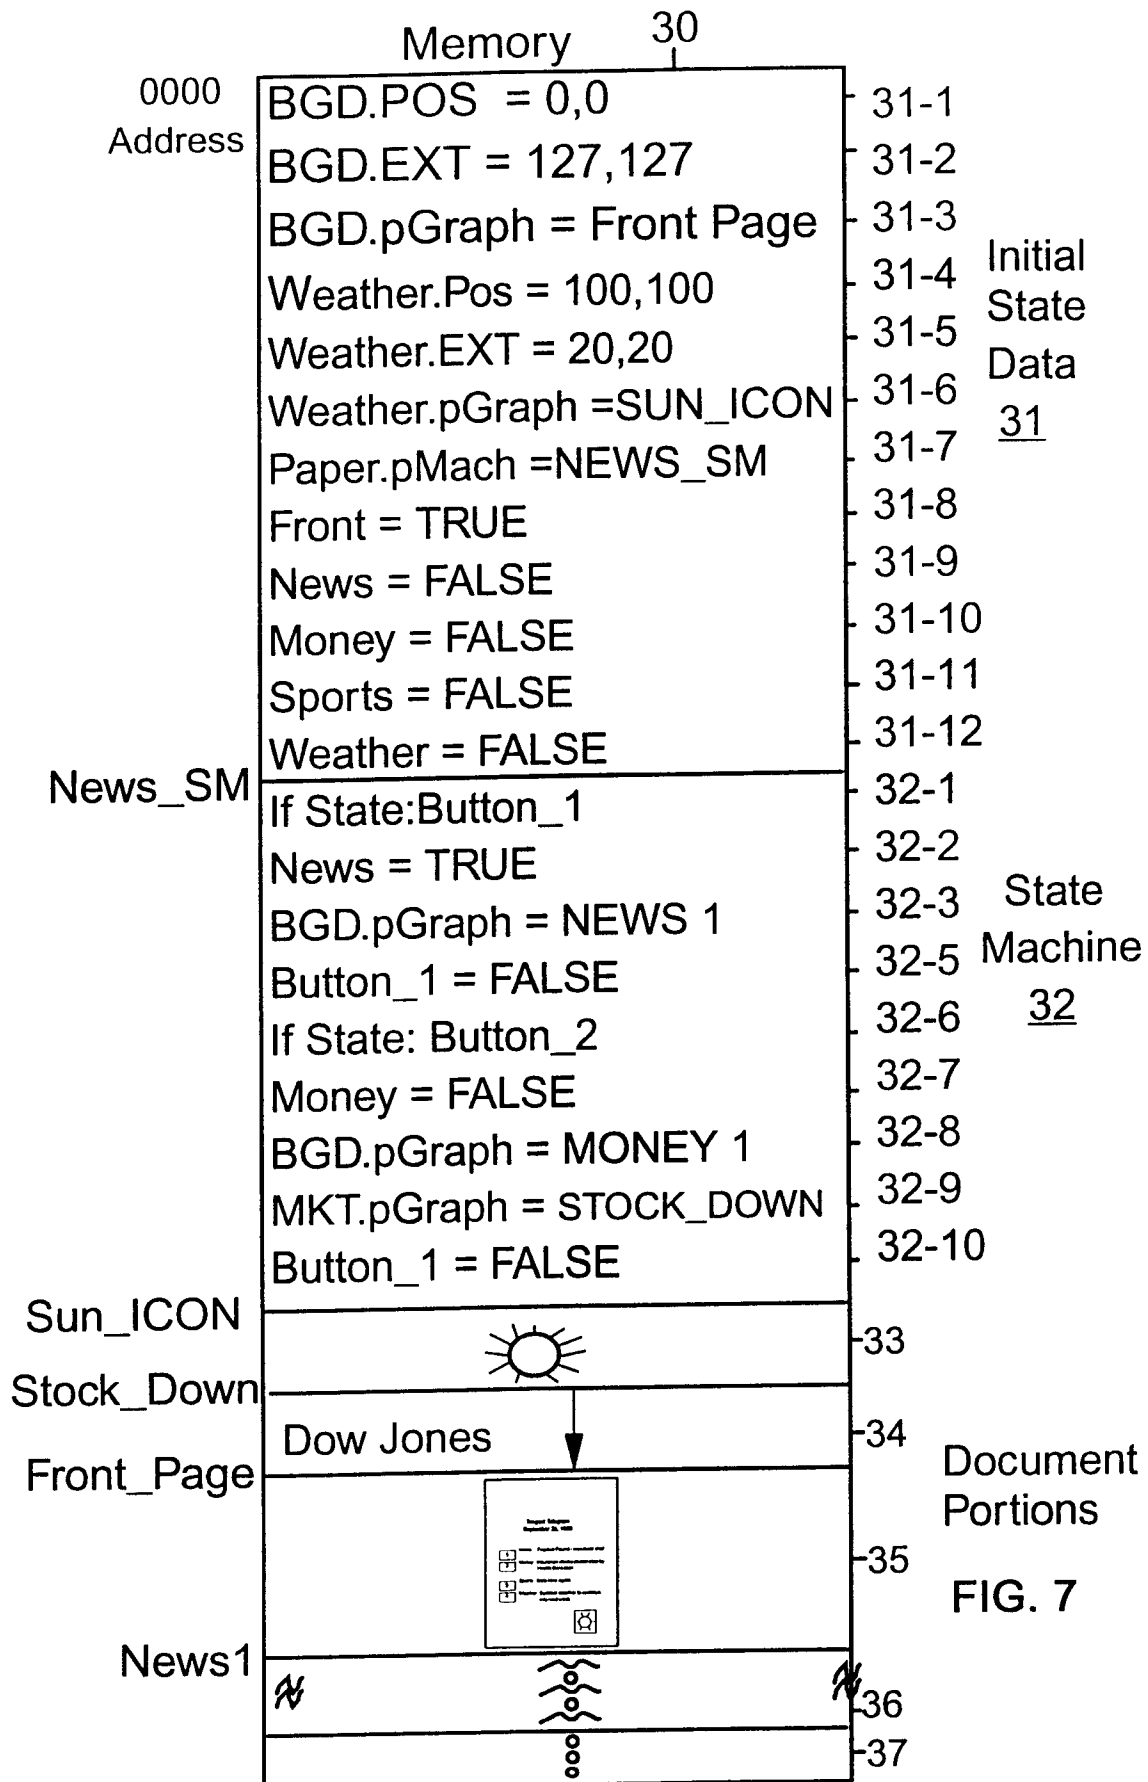 Memory 30
0000 Address
BGD.POS = 0,0 31-1
BGD.EXT = 127,127 31-2
BGD.pGraph = Front Page 31-3
Weather.Pos = 100,100 31-4
Weather.EXT = 20,20 31-5
Weather.pGraph =SUN_ICON 31-6
Paper.pMach =NEWS_SM 31-7
Front = TRUE 31-8
News = FALSE 31-9
Money = FALSE 31-10
Sports = FALSE 31-11
Weather = FALSE 31-12
Initial
State
Data
31
News_SM
If State:Button_1 32-1
News = TRUE 32-2
BGD.pGraph = NEWS 1 32-3
Button_1 = FALSE 32-5
If State: Button_2 32-6
Money = FALSE 32-7
BGD.pGraph = MONEY 1 32-8
MKT.pGraph = STOCK_DOWN 32-9
Button_1 = FALSE 32-10
State
Machine
32
Sun_ICON 33
Stock_Down
Dow Jones 34
Front_Page
35
Document
Portions
News1
36
37
FIG. 7